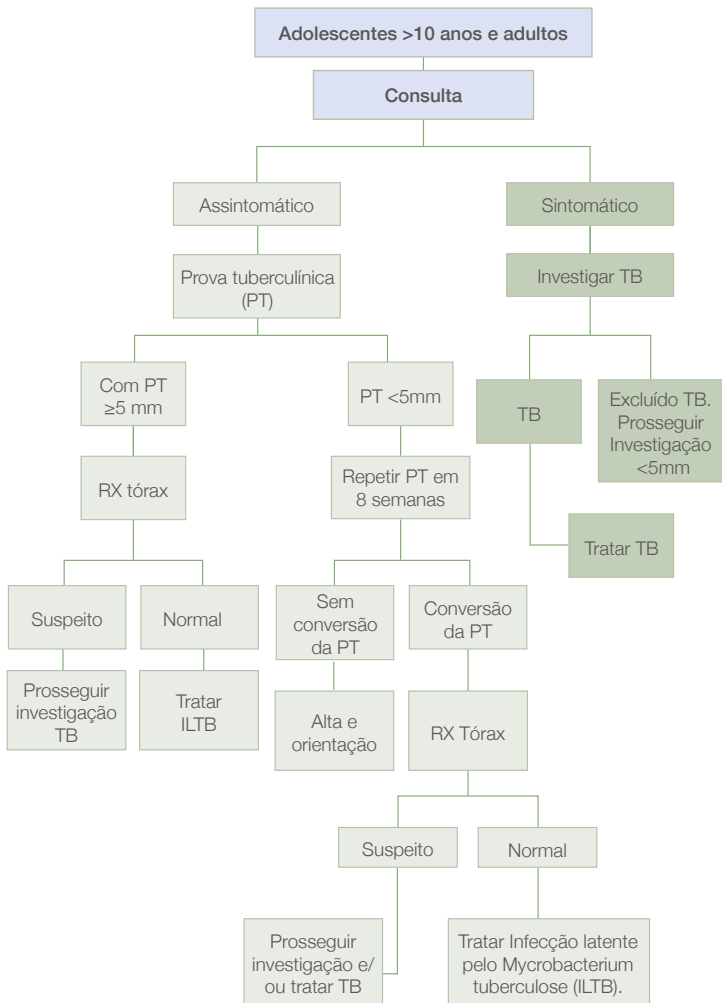 Adolescentes >10 anos e adultos
Consulta
Assintomático
Sintomático
Prova tuberculínica
(PT)
Investigar TB
Com PT
≥5 mm
PT <5mm
TB
Excluído TB.
Prosseguir
Investigação
<5mm
RX tórax
Repetir PT em
8 semanas
Tratar TB
Suspeito
Normal
Sem
conversão
da PT
Conversão
da PT
Prosseguir
investigação
TB
Tratar
ILTB
Alta e
orientação
RX Tórax
Suspeito
Normal
Prosseguir
investigação e/
ou tratar TB
Tratar Infecção latente
pelo Mycrobacterium
tuberculose (ILTB).